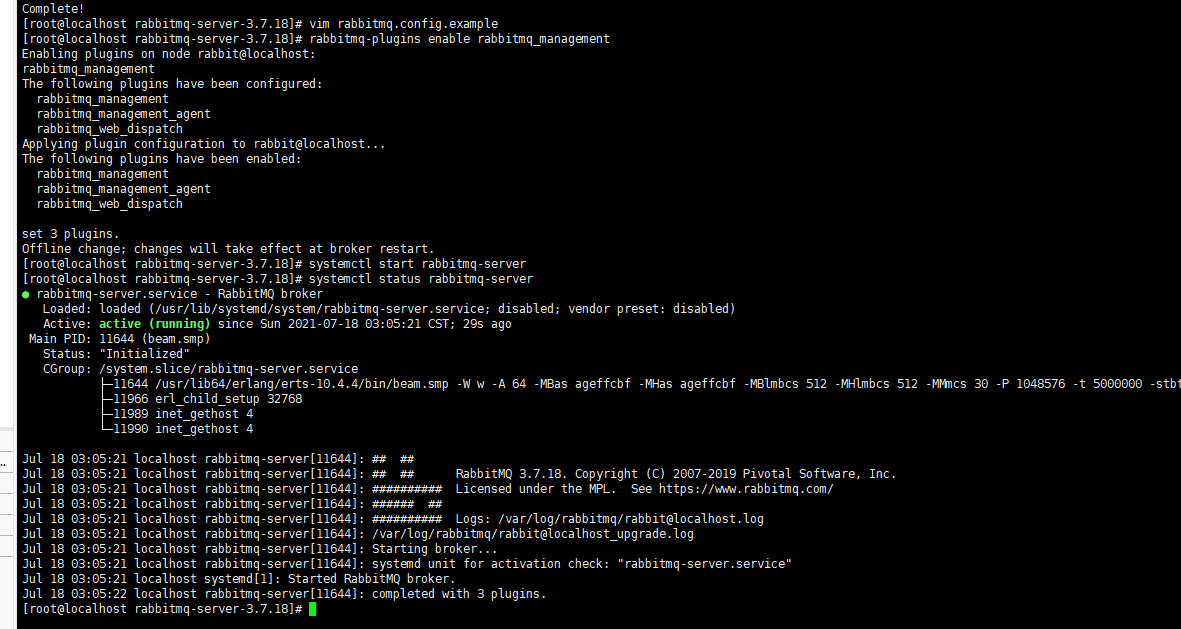 Complete!
[root@localhost rabbitmq-server-3.7.18]# vim rabbitmq.config.example
[root@localhost rabbitmq-server-3.7.18]# rabbitmq-plugins enable rabbitmq_management
Enabling plugins on node rabbit@localhost:
rabbitmq_management
The following plugins have been configured:
  rabbitmq_management
  rabbitmq_management_agent
  rabbitmq_web_dispatch
Applying plugin configuration to rabbit@localhost...
The following plugins have been enabled:
  rabbitmq_management
  rabbitmq_management_agent
  rabbitmq_web_dispatch

set 3 plugins.
Offline change; changes will take effect at broker restart.
[root@localhost rabbitmq-server-3.7.18]# systemctl start rabbitmq-server
[root@localhost rabbitmq-server-3.7.18]# systemctl status rabbitmq-server
● rabbitmq-server.service - RabbitMQ broker
   Loaded: loaded (/usr/lib/systemd/system/rabbitmq-server.service; disabled; vendor preset: disabled)
   Active: active (running) since Sun 2021-07-18 03:05:21 CST; 29s ago
 Main PID: 11644 (beam.smp)
   Status: "Initialized"
   CGroup: /system.slice/rabbitmq-server.service
           ├─11644 /usr/lib64/erlang/erts-10.4.4/bin/beam.smp -W w -A 64 -MBas ageffcbf -MHas ageffcbf -MBlmbcs 512 -MHlmbcs 512 -MMmcs 30 -P 1048576 -t 5000000 -stbt
           ├─11966 erl_child_setup 32768
           ├─11989 inet_gethost 4
           └─11990 inet_gethost 4

Jul 18 03:05:21 localhost rabbitmq-server[11644]: ##  ##
Jul 18 03:05:21 localhost rabbitmq-server[11644]: ##  ##      RabbitMQ 3.7.18. Copyright (C) 2007-2019 Pivotal Software, Inc.
Jul 18 03:05:21 localhost rabbitmq-server[11644]: ##########  Licensed under the MPL.  See https://www.rabbitmq.com/
Jul 18 03:05:21 localhost rabbitmq-server[11644]: ######  ##
Jul 18 03:05:21 localhost rabbitmq-server[11644]: ##########  Logs: /var/log/rabbitmq/rabbit@localhost.log
Jul 18 03:05:21 localhost rabbitmq-server[11644]: /var/log/rabbitmq/rabbit@localhost_upgrade.log
Jul 18 03:05:21 localhost rabbitmq-server[11644]: Starting broker...
Jul 18 03:05:21 localhost rabbitmq-server[11644]: systemd unit for activation check: "rabbitmq-server.service"
Jul 18 03:05:21 localhost systemd[1]: Started RabbitMQ broker.
Jul 18 03:05:22 localhost rabbitmq-server[11644]: completed with 3 plugins.
[root@localhost rabbitmq-server-3.7.18]#